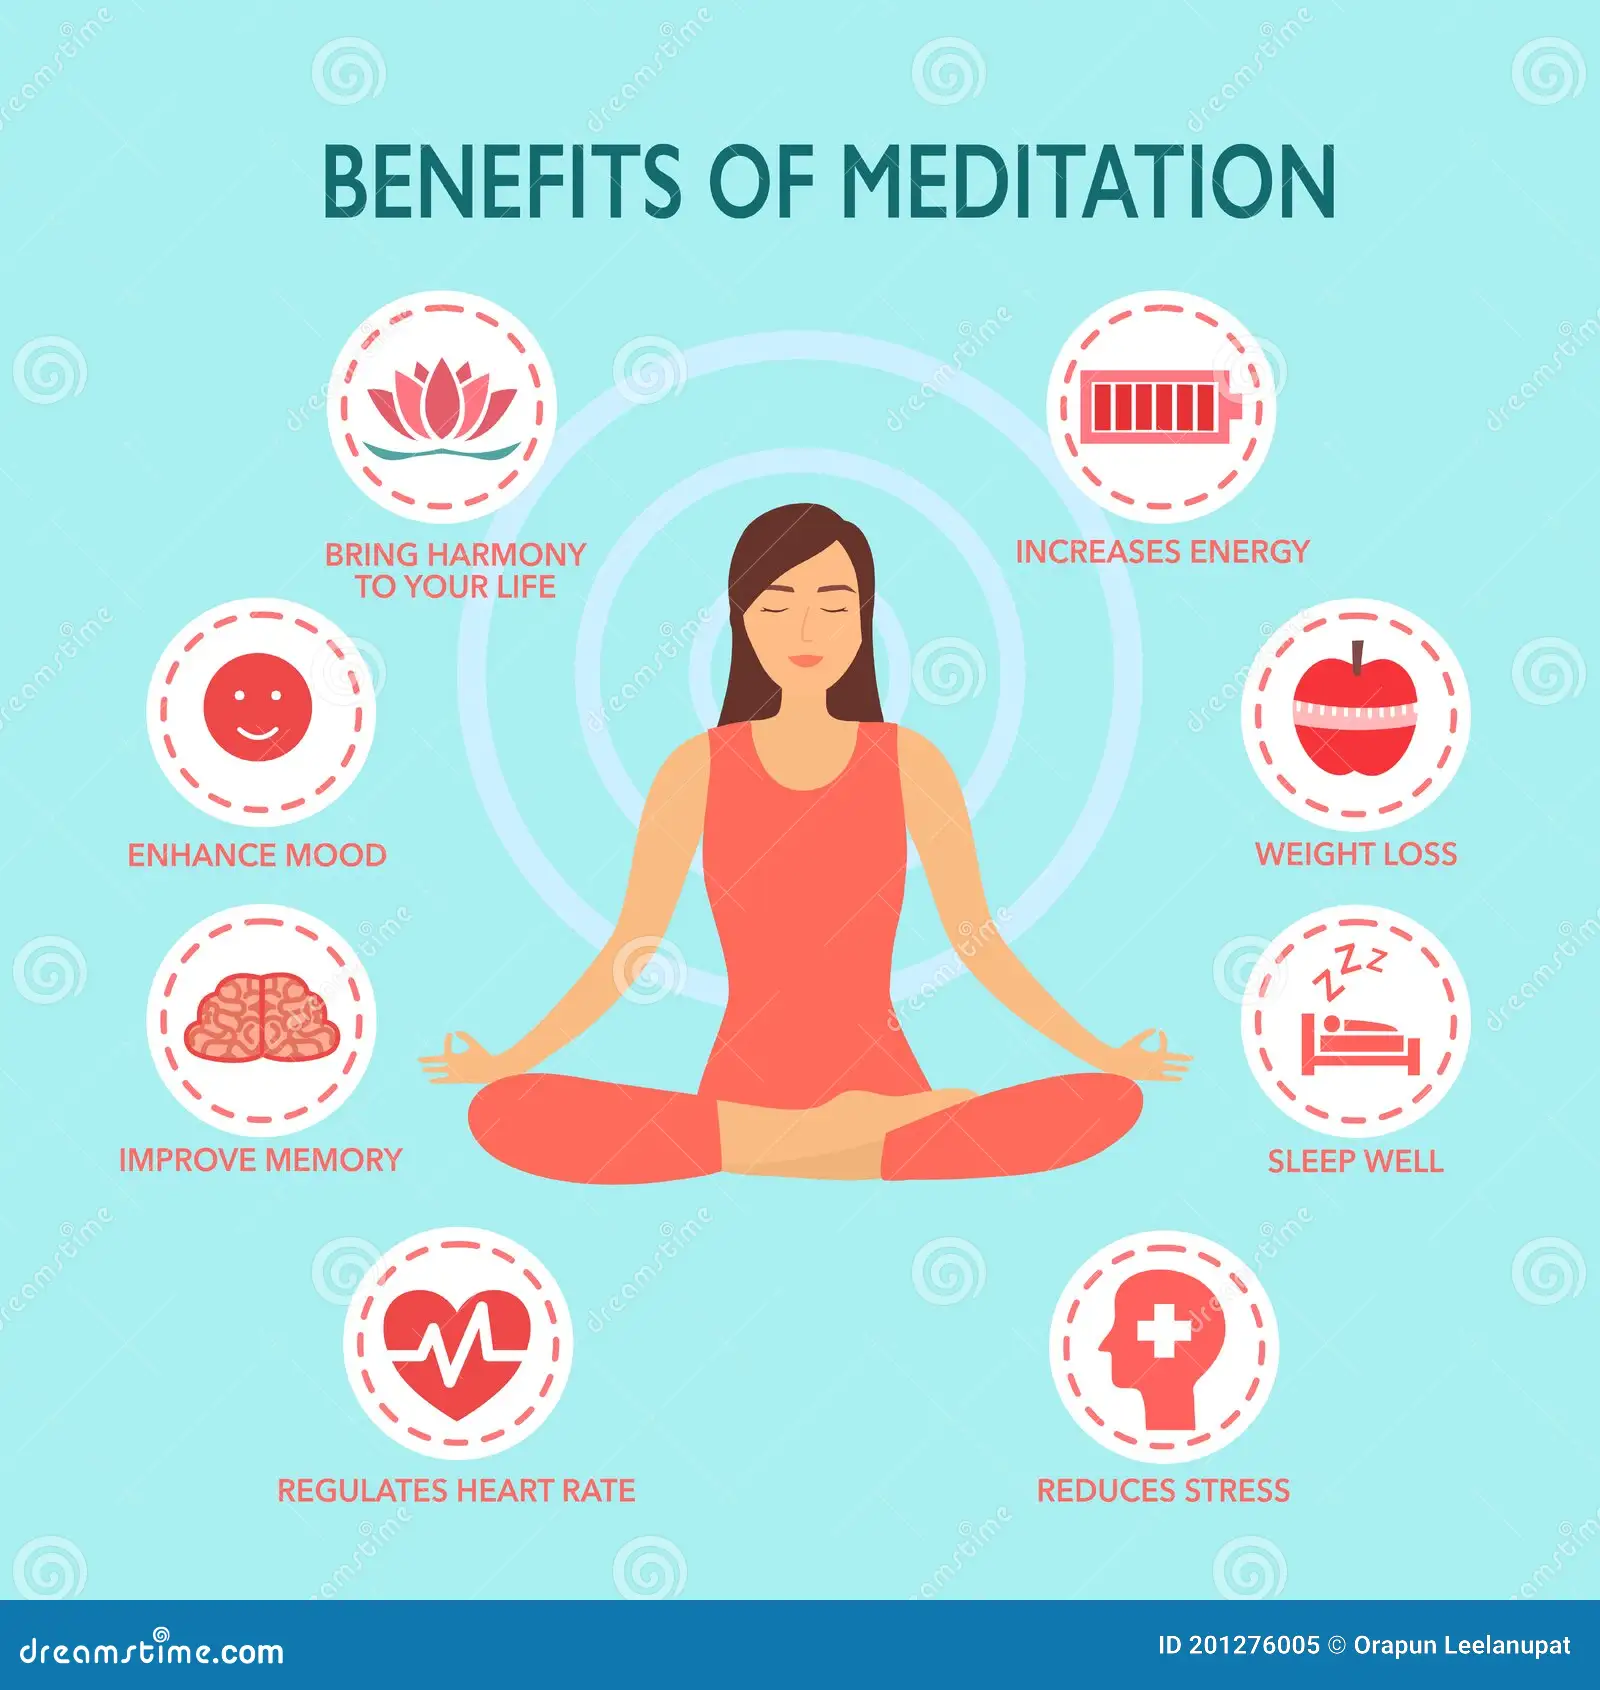 BENEFITS OF MEDITATION
BRING HARMONY
TO YOUR LIFE
INCREASES ENERGY
ENHANCE MOOD
WEIGHT LOSS
ZZZ
IMPROVE MEMORY
SLEEP WELL
REGULATES HEART RATE
REDUCES STRESS
dreamstime.com
ID 201276005 © Orapun Leelanupat